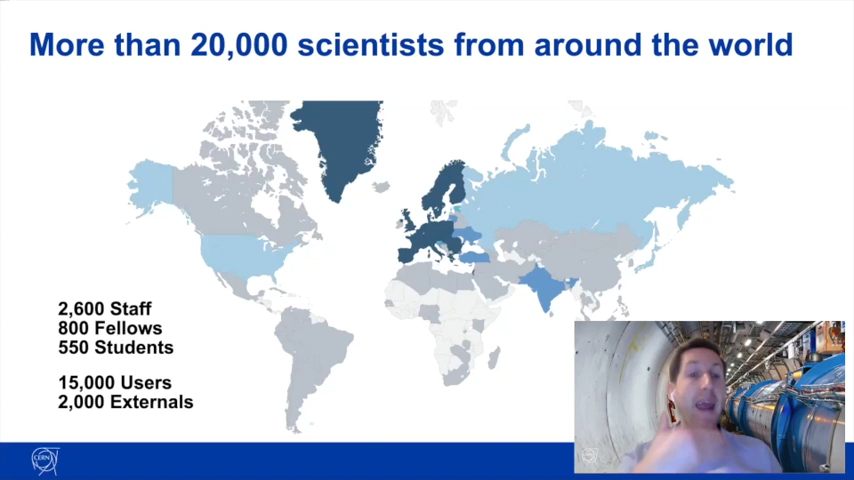 More than 20,000 scientists from around the world
2,600 Staff
800 Fellows
550 Students
15,000 Users
2,000 Externals
CERN